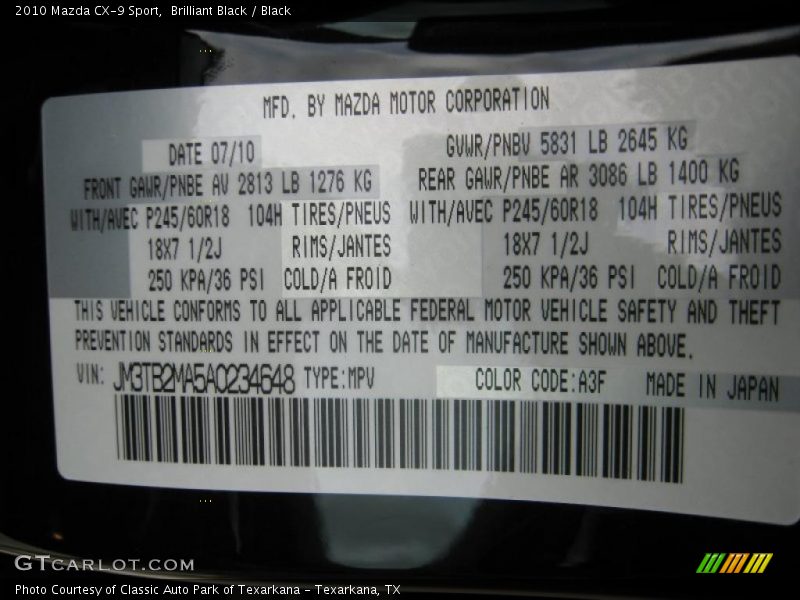 2010 Mazda CX-9 Sport,  Brilliant Black / Black
MFD. BY MAZDA MOTOR CORPORATION
DATE 07/10 GVWR/PNBV 5831 LB 2645 KG
FRONT GAWR/PNBE AV 2813 LB 1276 KG REAR GAWR/PNBE AR 3086 LB 1400 KG
WITH/AVEC P245/60R18 104H TIRES/PNEUS WITH/AVEC P245/60R18 104H TIRES/PNEUS
18X7 1/2J RIMS/JANTES 18X7 1/2J RIMS/JANTES
250 KPA/36 PSI COLD/A FROID 250 KPA/36 PSI COLD/A FROID
THIS VEHICLE CONFORMS TO ALL APPLICABLE FEDERAL MOTOR VEHICLE SAFETY AND THEFT
PREVENTION STANDARDS IN EFFECT ON THE DATE OF MANUFACTURE SHOWN ABOVE.
VIN: JM3TB2MA5A0234648 TYPE:MPV COLOR CODE:A3F MADE IN JAPAN
GTCARLOT.COM
Photo Courtesy of Classic Auto Park of Texarkana - Texarkana, TX